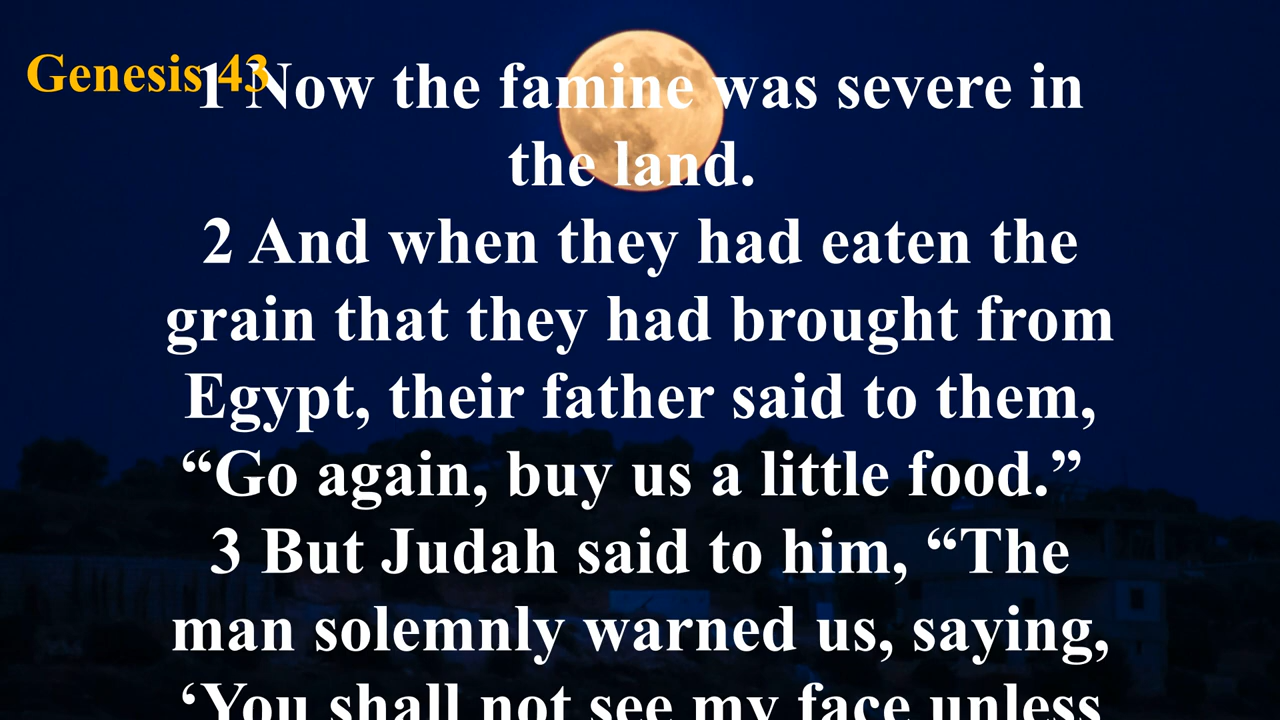 Genesis 43
1 Now the famine was severe in
the land.
2 And when they had eaten the
grain that they had brought from
Egypt, their father said to them,
“Go again, buy us a little food.”
3 But Judah said to him, “The
man solemnly warned us, saying,
‘You shall not see my face unless